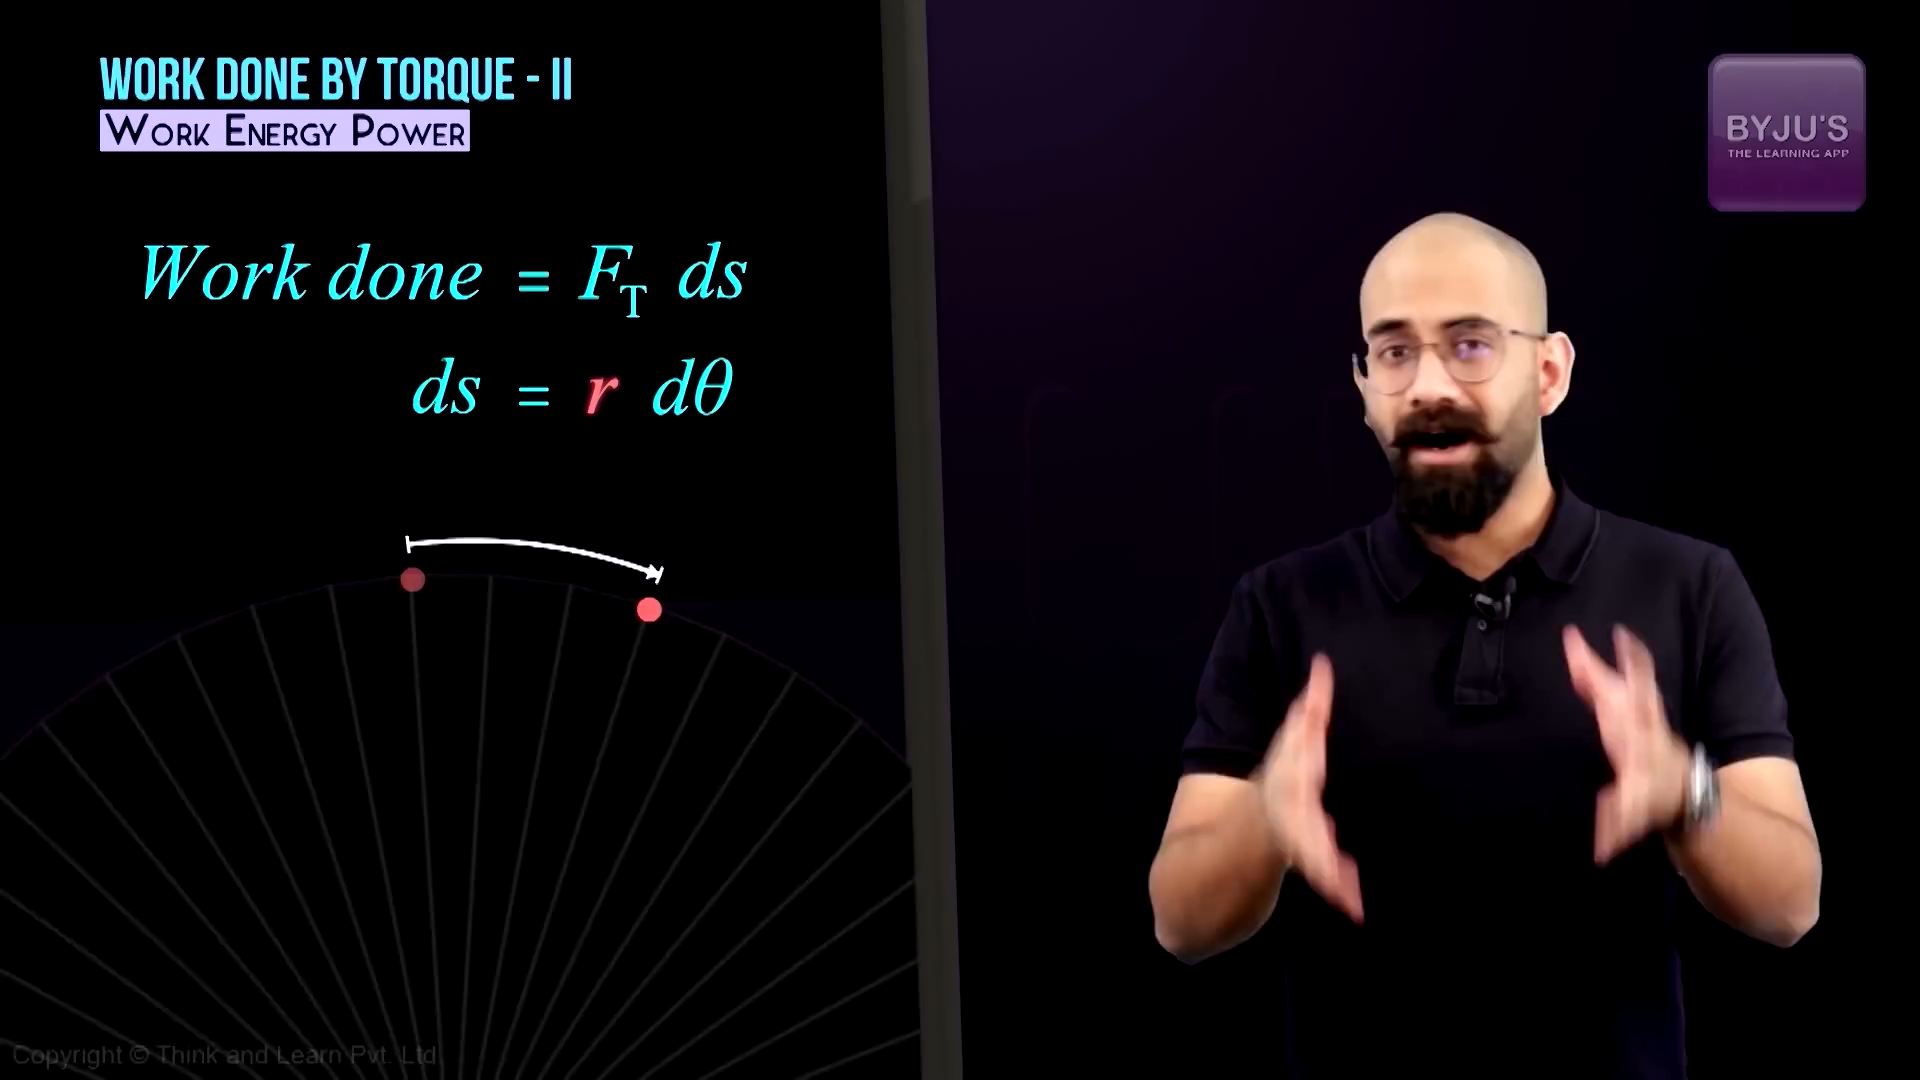 WORK DONE BY TORQUE - II
WORK ENERGY POWER
BYJU'S
THE LEARNING APP
Work done = F_T ds
ds = r dθ
Copyright © Think and Learn Pvt. Ltd.